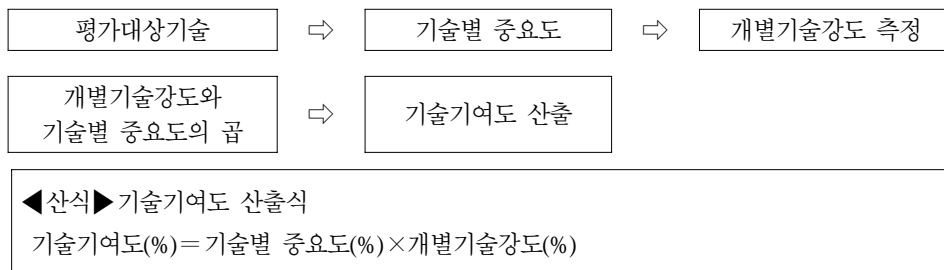 평가대상기술 ⇨ 기술별 중요도 ⇨ 개별기술강도 측정
개별기술강도와
기술별 중요도의 곱 ⇨ 기술기여도 산출
◀산식▶기술기여도 산출식
기술기여도(%)=기술별 중요도(%)×개별기술강도(%)